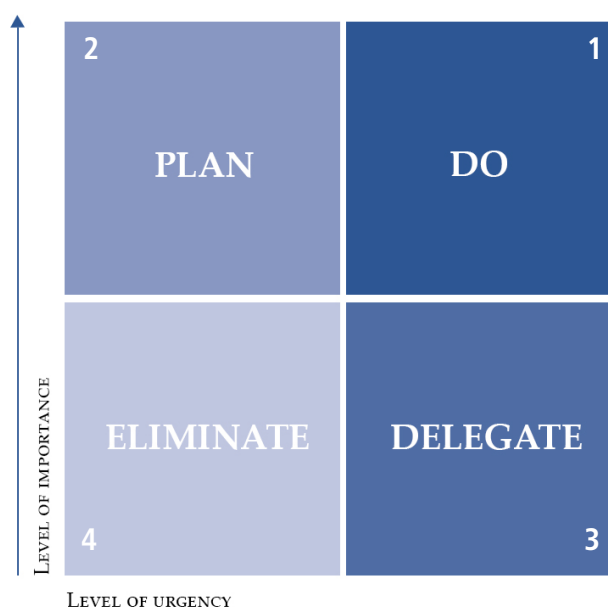 2
1
PLAN
DO
ELIMINATE
DELEGATE
4
3
LEVEL OF IMPORTANCE
LEVEL OF URGENCY